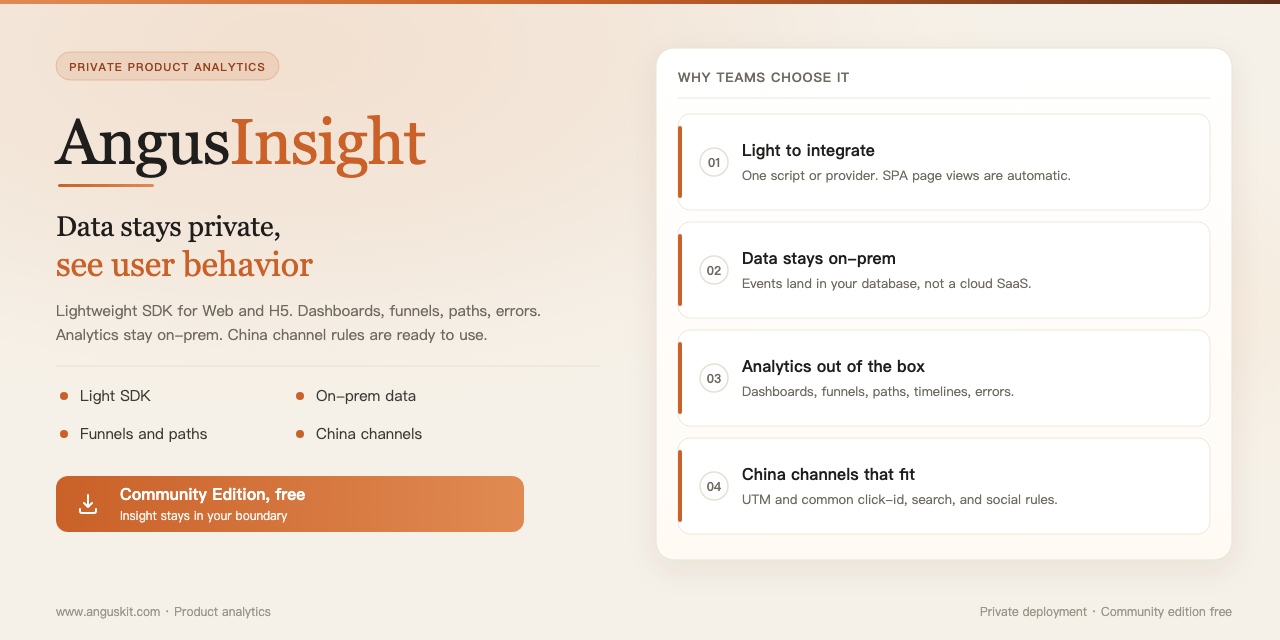 PRIVATE PRODUCT ANALYTICS
AngusInsight
Data stays private,
see user behavior
Lightweight SDK for Web and H5. Dashboards, funnels, paths, errors.
Analytics stay on-prem. China channel rules are ready to use.
Light SDK
On-prem data
Funnels and paths
China channels
Community Edition, free
Insight stays in your boundary
WHY TEAMS CHOOSE IT
01
Light to integrate
One script or provider. SPA page views are automatic.
02
Data stays on-prem
Events land in your database, not a cloud SaaS.
03
Analytics out of the box
Dashboards, funnels, paths, timelines, errors.
04
China channels that fit
UTM and common click-id, search, and social rules.
www.anguskit.com · Product analytics
Private deployment · Community edition free